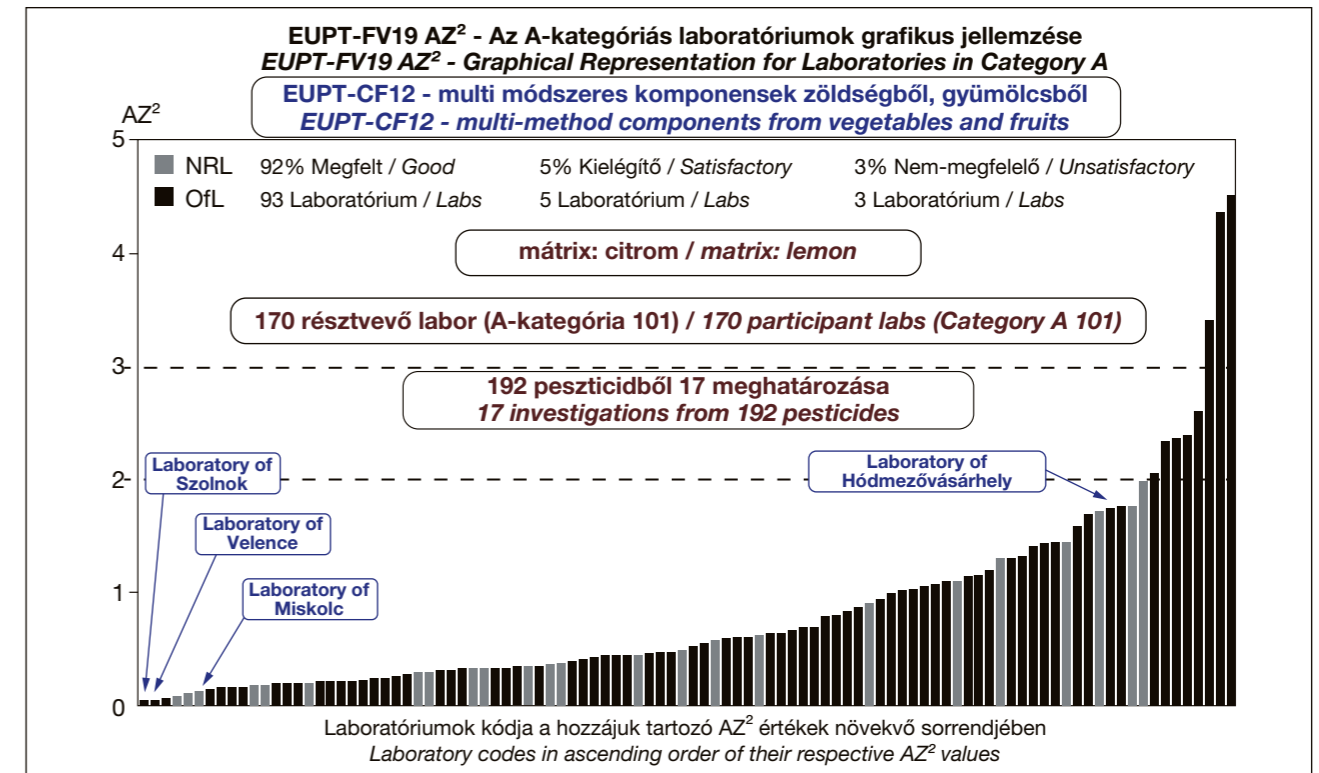 EUPT-FV19 AZ² - Az A-kategóriás laboratóriumok grafikus jellemzése
EUPT-FV19 AZ² - Graphical Representation for Laboratories in Category A
EUPT-CF12 - multi módszeres komponensek zöldségből, gyümölcsből
EUPT-CF12 - multi-method components from vegetables and fruits
AZ²
5
NRL 92% Megfelt / Good 5% Kielégítő / Satisfactory 3% Nem-megfelelő / Unsatisfactory
OfL 93 Laboratórium / Labs 5 Laboratórium / Labs 3 Laboratórium / Labs
4
mátrix: citrom / matrix: lemon
170 résztvevő labor (A-kategória 101) / 170 participant labs (Category A 101)
3
192 peszticidből 17 meghatározása
17 investigations from 192 pesticides
2
Laboratory of
Szolnok
Laboratory of
Hódmezővásárhely
Laboratory of
Velence
1
Laboratory of
Miskolc
0
Laboratóriumok kódja a hozzájuk tartozó AZ² értékek növekvő sorrendjében
Laboratory codes in ascending order of their respective AZ² values